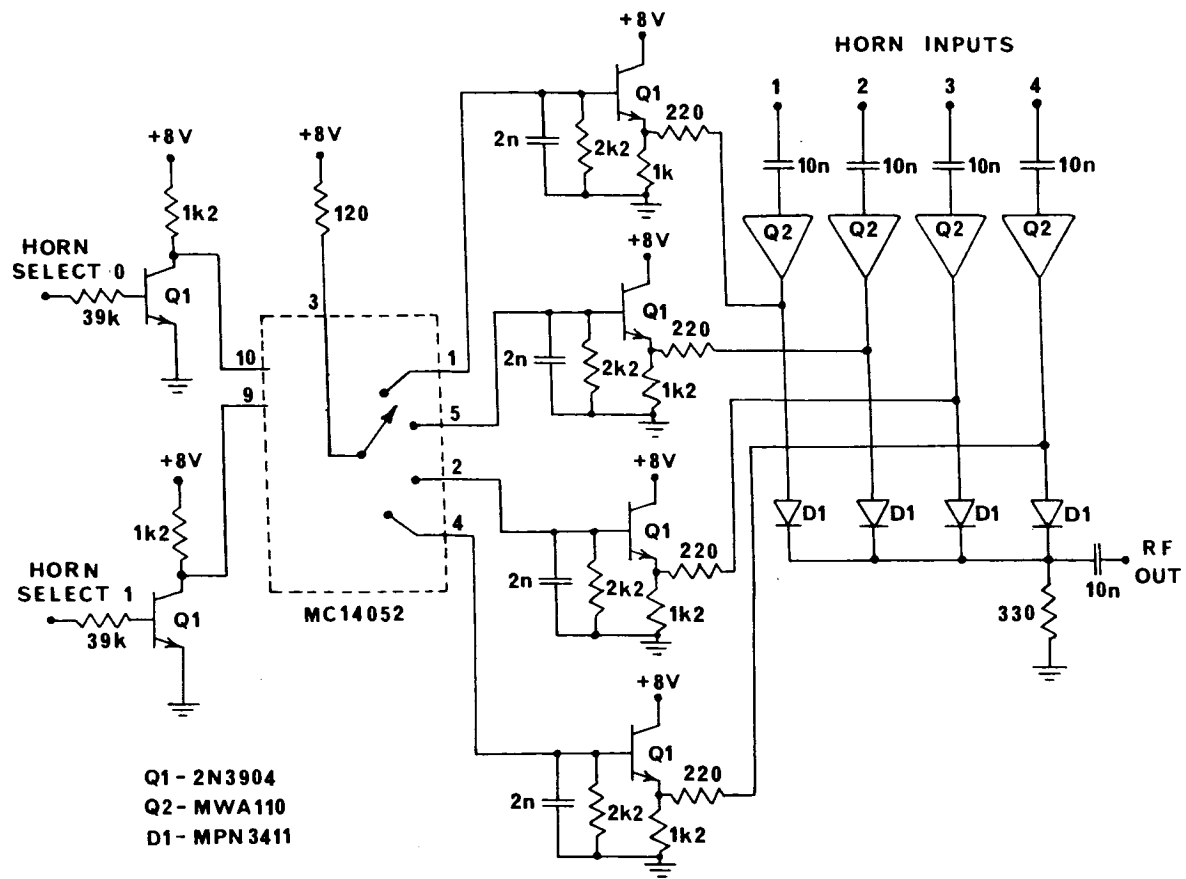 +8V
HORN INPUTS
1
2
3
4
Q1
220
2n
2k2
1k
10n
10n
10n
10n
+8V
1k2
+8V
120
HORN
SELECT 0
39k
Q1
Q2
Q2
Q2
Q2
+8V
Q1
220
2n
2k2
1k2
3
10
9
1
5
2
4
MC14052
+8V
1k2
HORN
SELECT 1
39k
Q1
+8V
Q1
220
2n
2k2
1k2
D1
D1
D1
D1
RF
OUT
10n
330
+8V
Q1
220
2n
2k2
1k2
Q1-2N3904
Q2-MWA110
D1-MPN3411